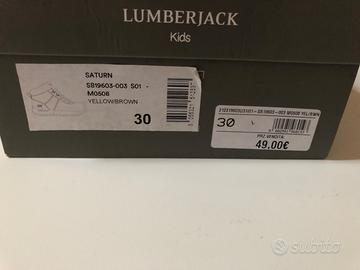 LUMBERJACK
Kids
SATURN
SB19603-003 S01 -
M0508
YELLOW/BROWN
30
30
PRZ VENDITA:
49,00€
subito